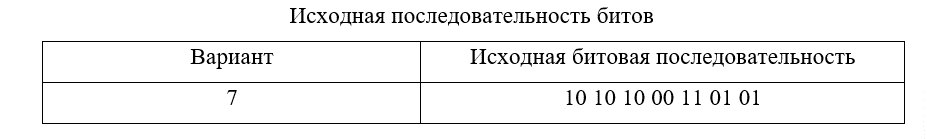 Исходная последовательность битов
Вариант Исходная битовая последовательность
7 10 10 10 00 11 01 01